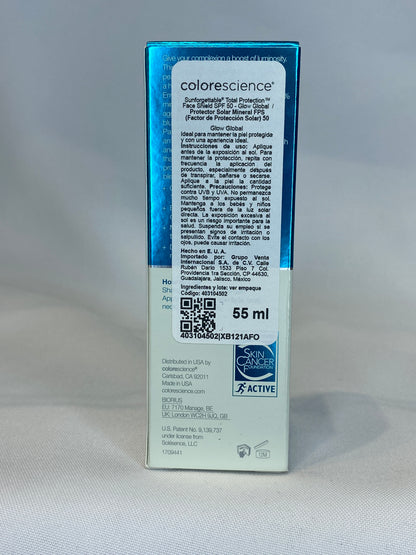 Give your complexion a boost of luminosity.
colorescience®
Sunforgettable® Total Protection™
Face Shield SPF 50 - Glow Global /
Protector Solar Mineral FPS
(Factor de Protección Solar) 50
Glow Global
Ideal para mantener la piel protegida
y con una apariencia ideal.
Instrucciones de uso: Aplique
antes de la exposición al sol. Para
mantener la protección, repita con
frecuencia la aplicación del
producto, especialmente después
de transpirar, bañarse o secarse.
Aplique a la piel la cantidad
suficiente. Precauciones: Protege
contra UVB y UVA. No permanezca
mucho tiempo expuesto al sol.
Mantenga a los bebés y niños
pequeños fuera de la luz solar
directa. La exposición excesiva al
sol es un riesgo importante para la
salud. Suspenda su empleo si se
presentan signos de irritación o
salpullido. Evite el contacto con los
ojos, puede causar irritación.
Hecho en E. U. A.
Importado por: Grupo Venta
Internacional S.A. de C.V. Calle
Rubén Darío 1533 Piso 7 Col.
Providencia 1ra Sección, CP 44630,
Guadalajara, Jalisco, México
Ingredientes y lote: ver empaque
Código: 403104502
55 ml
403104502|XB121AFO
SKIN
CANCER
FOUNDATION
ACTIVE
Distributed in USA by
colorescience®
Carlsbad, CA 92011
Made in USA
BIORIUS
EU: 7170 Manage, BE
UK: London WC2H 9JQ, GB
U.S. Patent No. 9,139,737
under license from
Solésence, LLC
1709441
12M